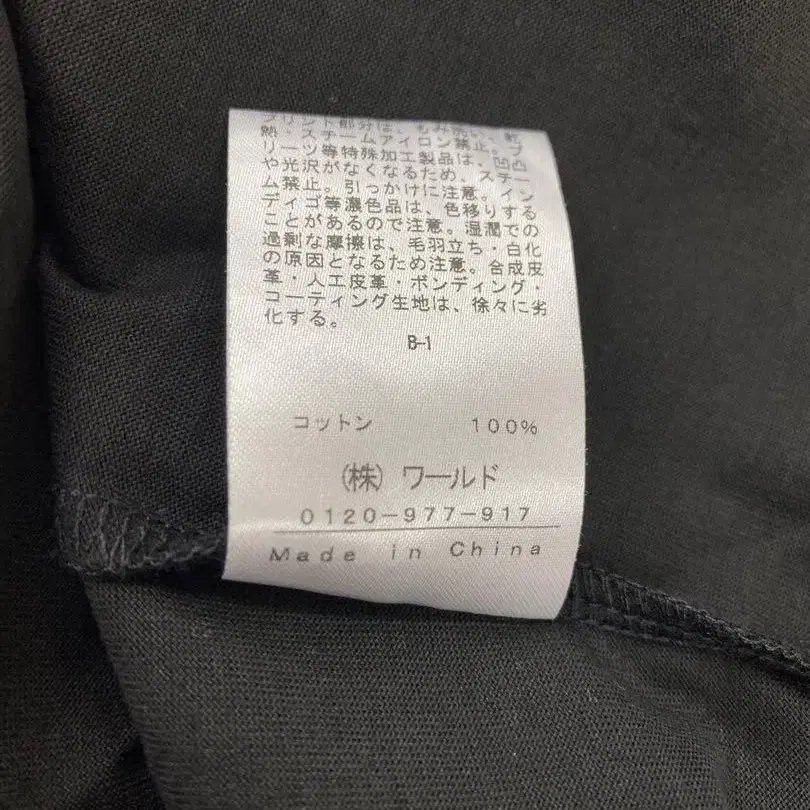 プリント部分は、もみ洗い、乾
熱・スチームアイロン禁止。プ
リーツ等特殊加工製品は、凹凸
や光沢がなくなるため、スチー
ム禁止。引っかけに注意。イン
ディゴ等濃色品は、色移りする
ことがあるので注意。湿潤での
過剰な摩擦は、毛羽立ち・白化
の原因となるため注意。合成皮
革・人工皮革・ボンディング・
コーティング生地は、徐々に劣
化する。
B-1
コットン 100%
(株)ワールド
0120-977-917
Made in China